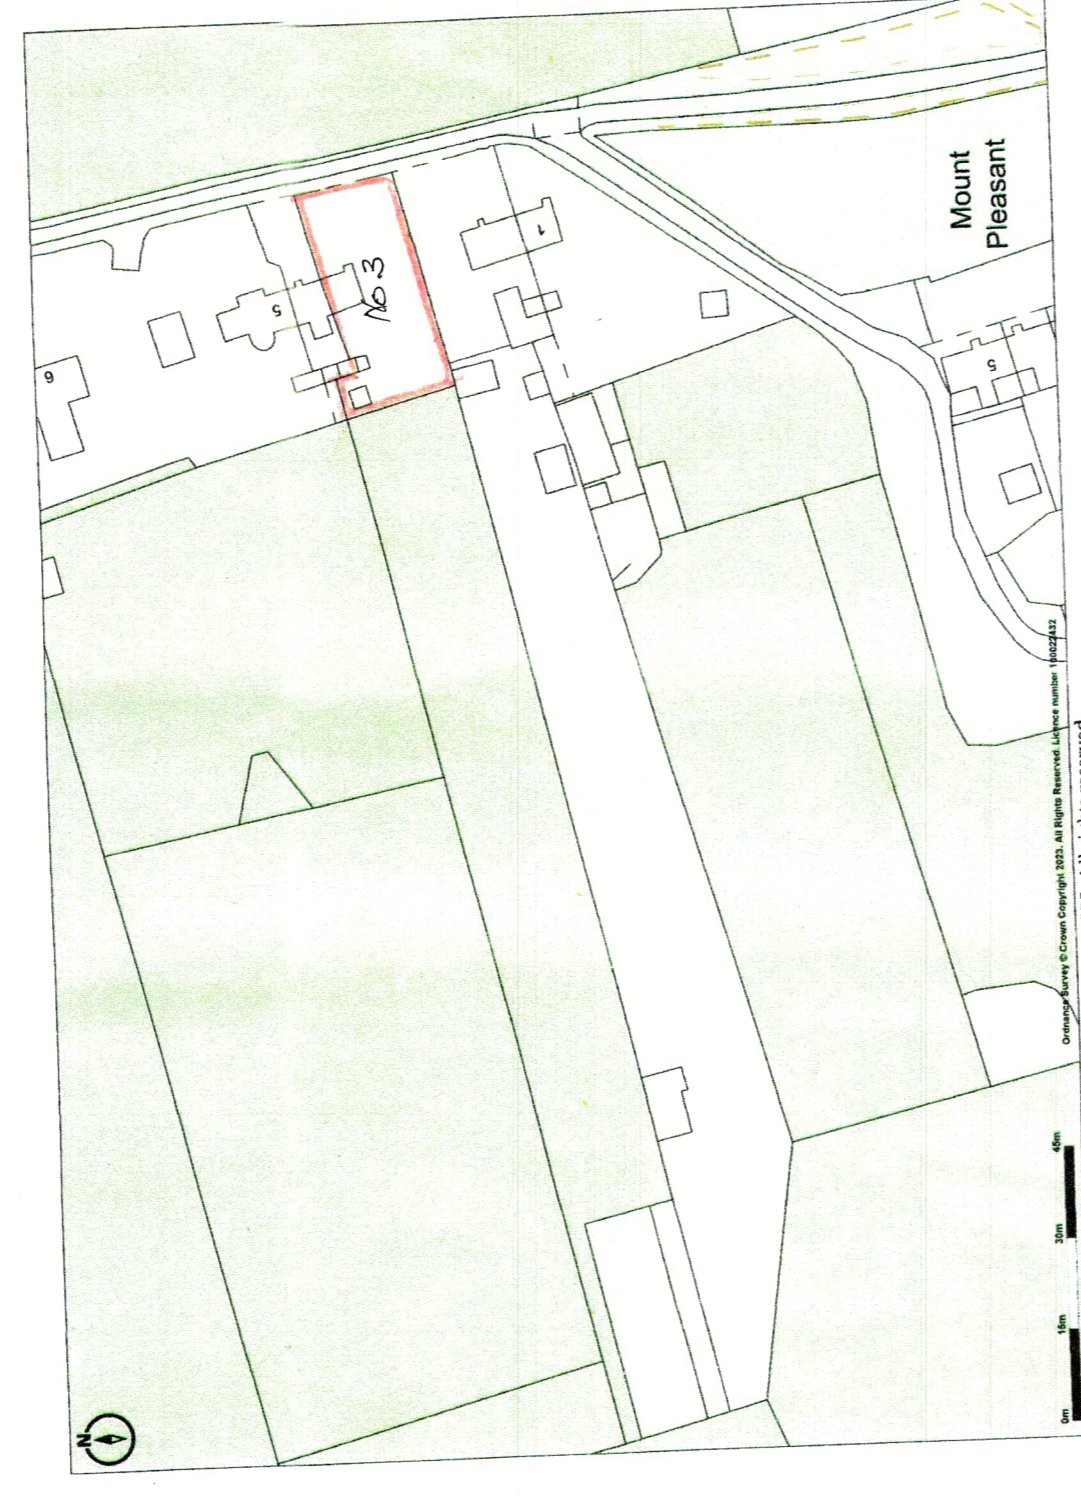 No 3
5
1
Mount
Pleasant
5
N
0m
15m
30m
45m
Ordnance Survey © Crown Copyright 2023. All Rights Reserved. Licence number 100022432